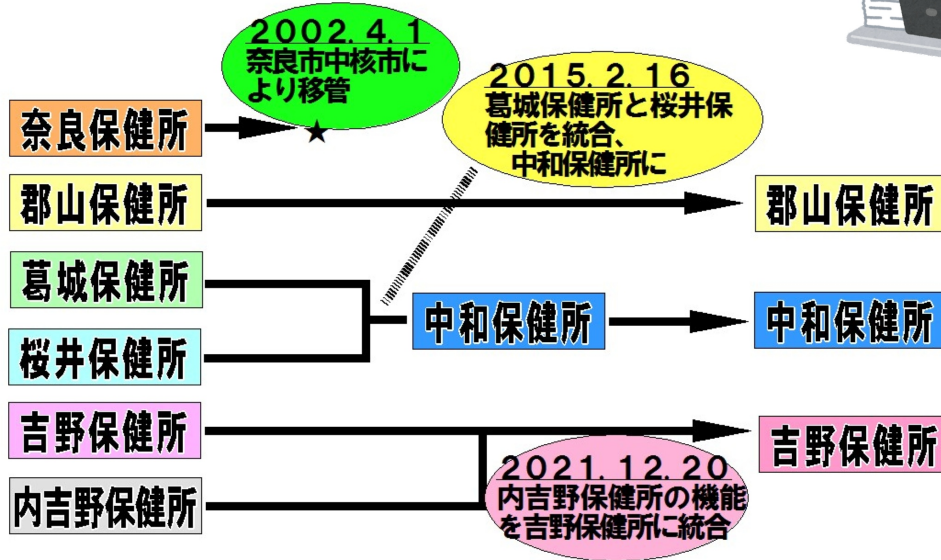 2002.4.1
奈良市中核市に
より移管
2015.2.16
葛城保健所と桜井保
健所を統合、
中和保健所に
奈良保健所
★
郡山保健所
郡山保健所
葛城保健所
中和保健所
中和保健所
桜井保健所
吉野保健所
吉野保健所
2021.12.20
内吉野保健所の機能
を吉野保健所に統合
内吉野保健所